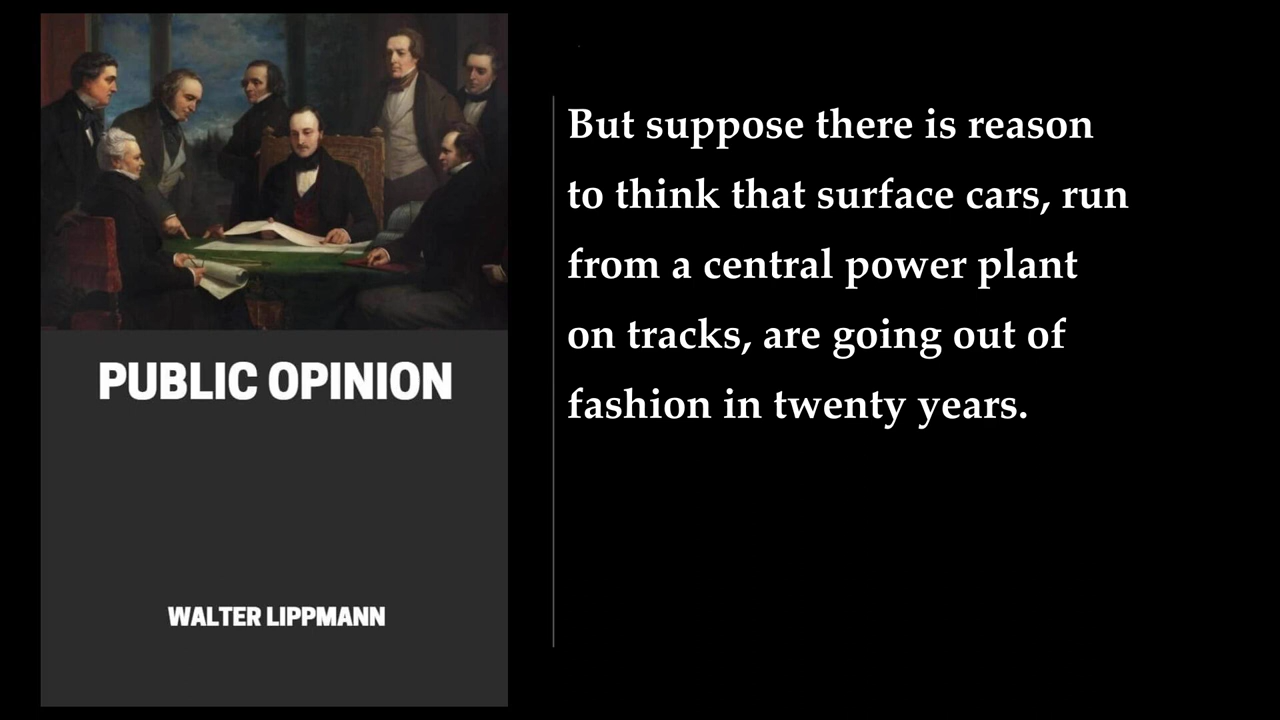 PUBLIC OPINION
WALTER LIPPMANN
But suppose there is reason
to think that surface cars, run
from a central power plant
on tracks, are going out of
fashion in twenty years.